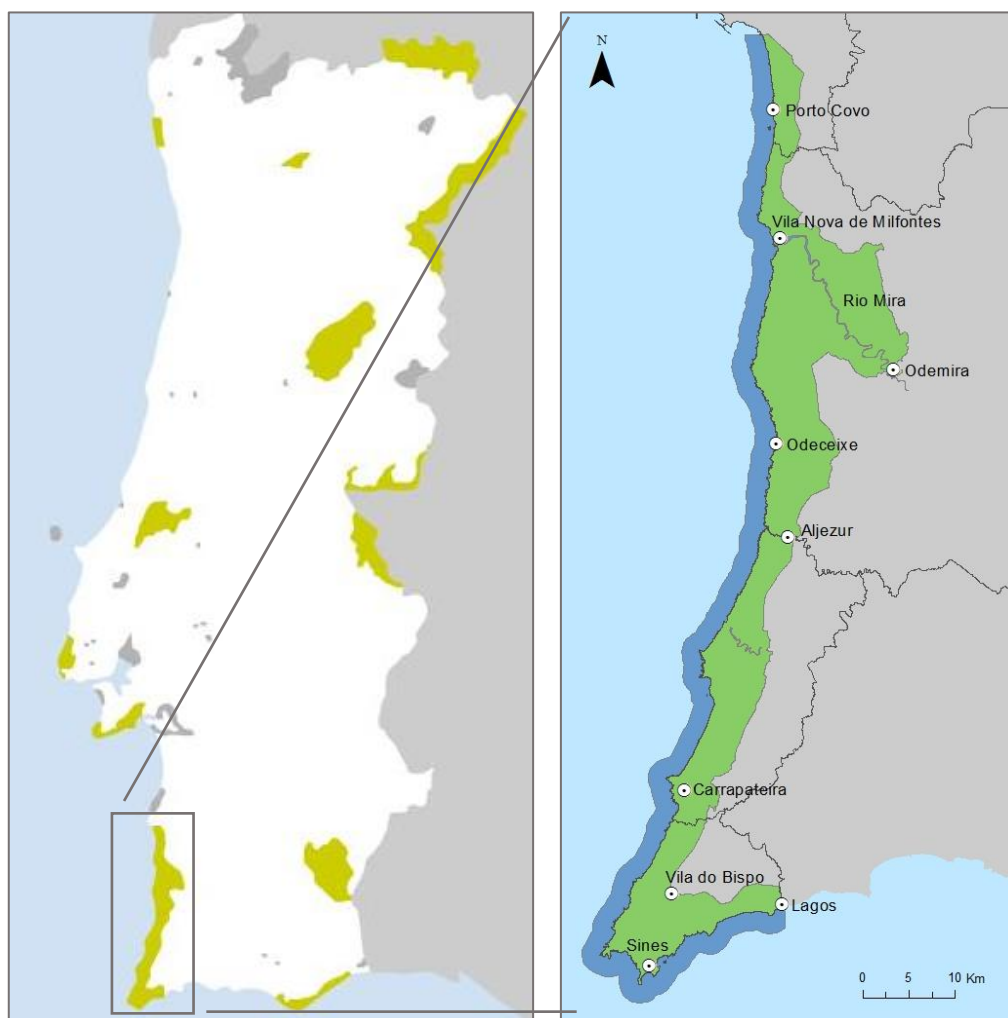 N
Porto Covo
Vila Nova de Milfontes
Rio Mira
Odemira
Odeceixe
Aljezur
Carrapateira
Vila do Bispo
Lagos
Sines
0 5 10 Km